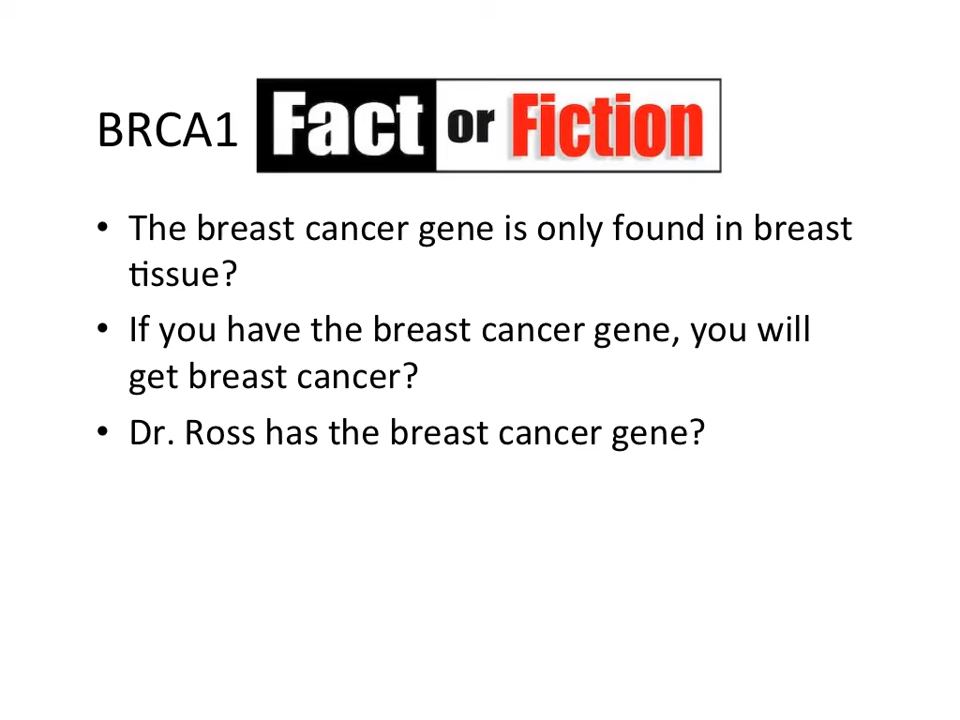 BRCA1 Fact or Fiction
• The breast cancer gene is only found in breast
tissue?
• If you have the breast cancer gene, you will
get breast cancer?
• Dr. Ross has the breast cancer gene?